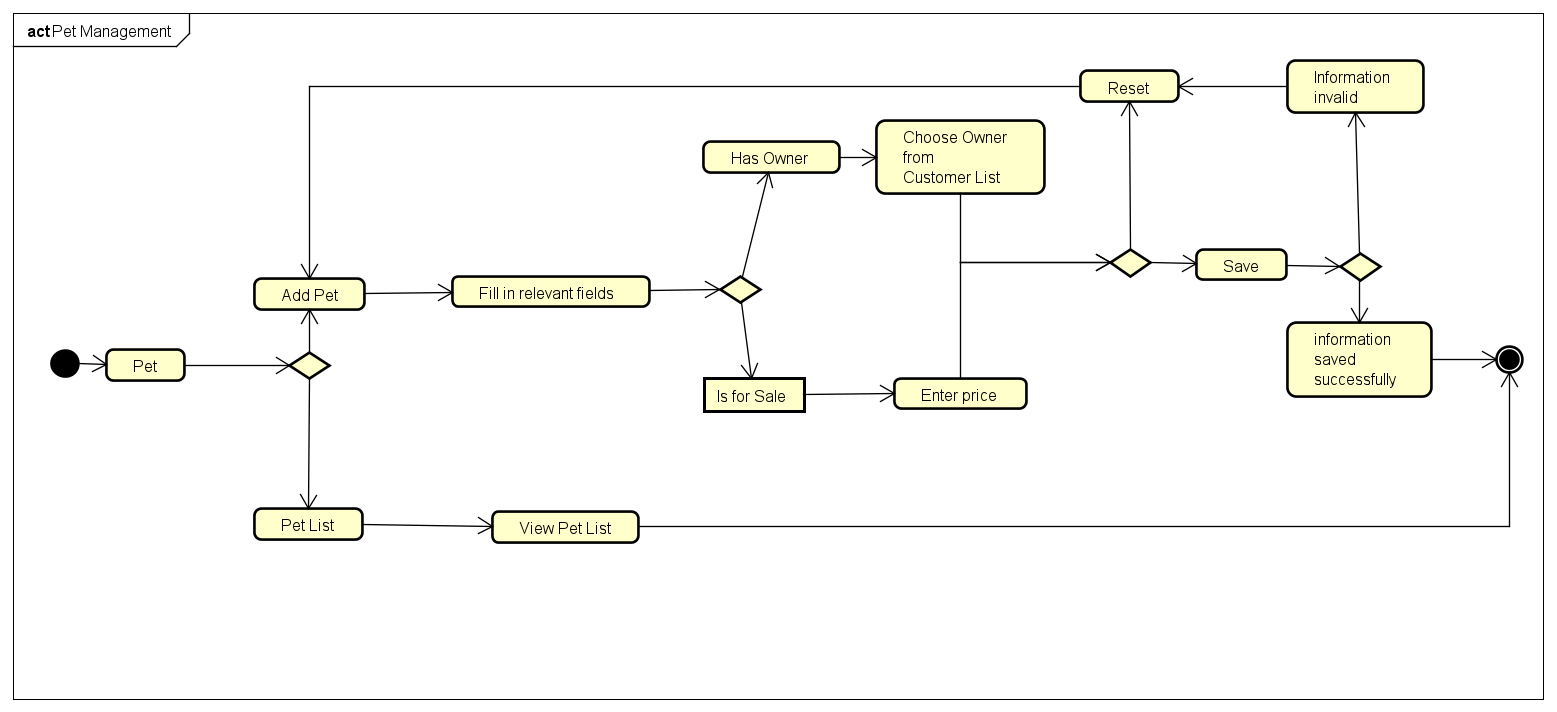 act Pet Management
Reset
Information
invalid
Has Owner
Choose Owner
from
Customer List
Add Pet
Fill in relevant fields
Save
Pet
Is for Sale
Enter price
information
saved
successfully
Pet List
View Pet List